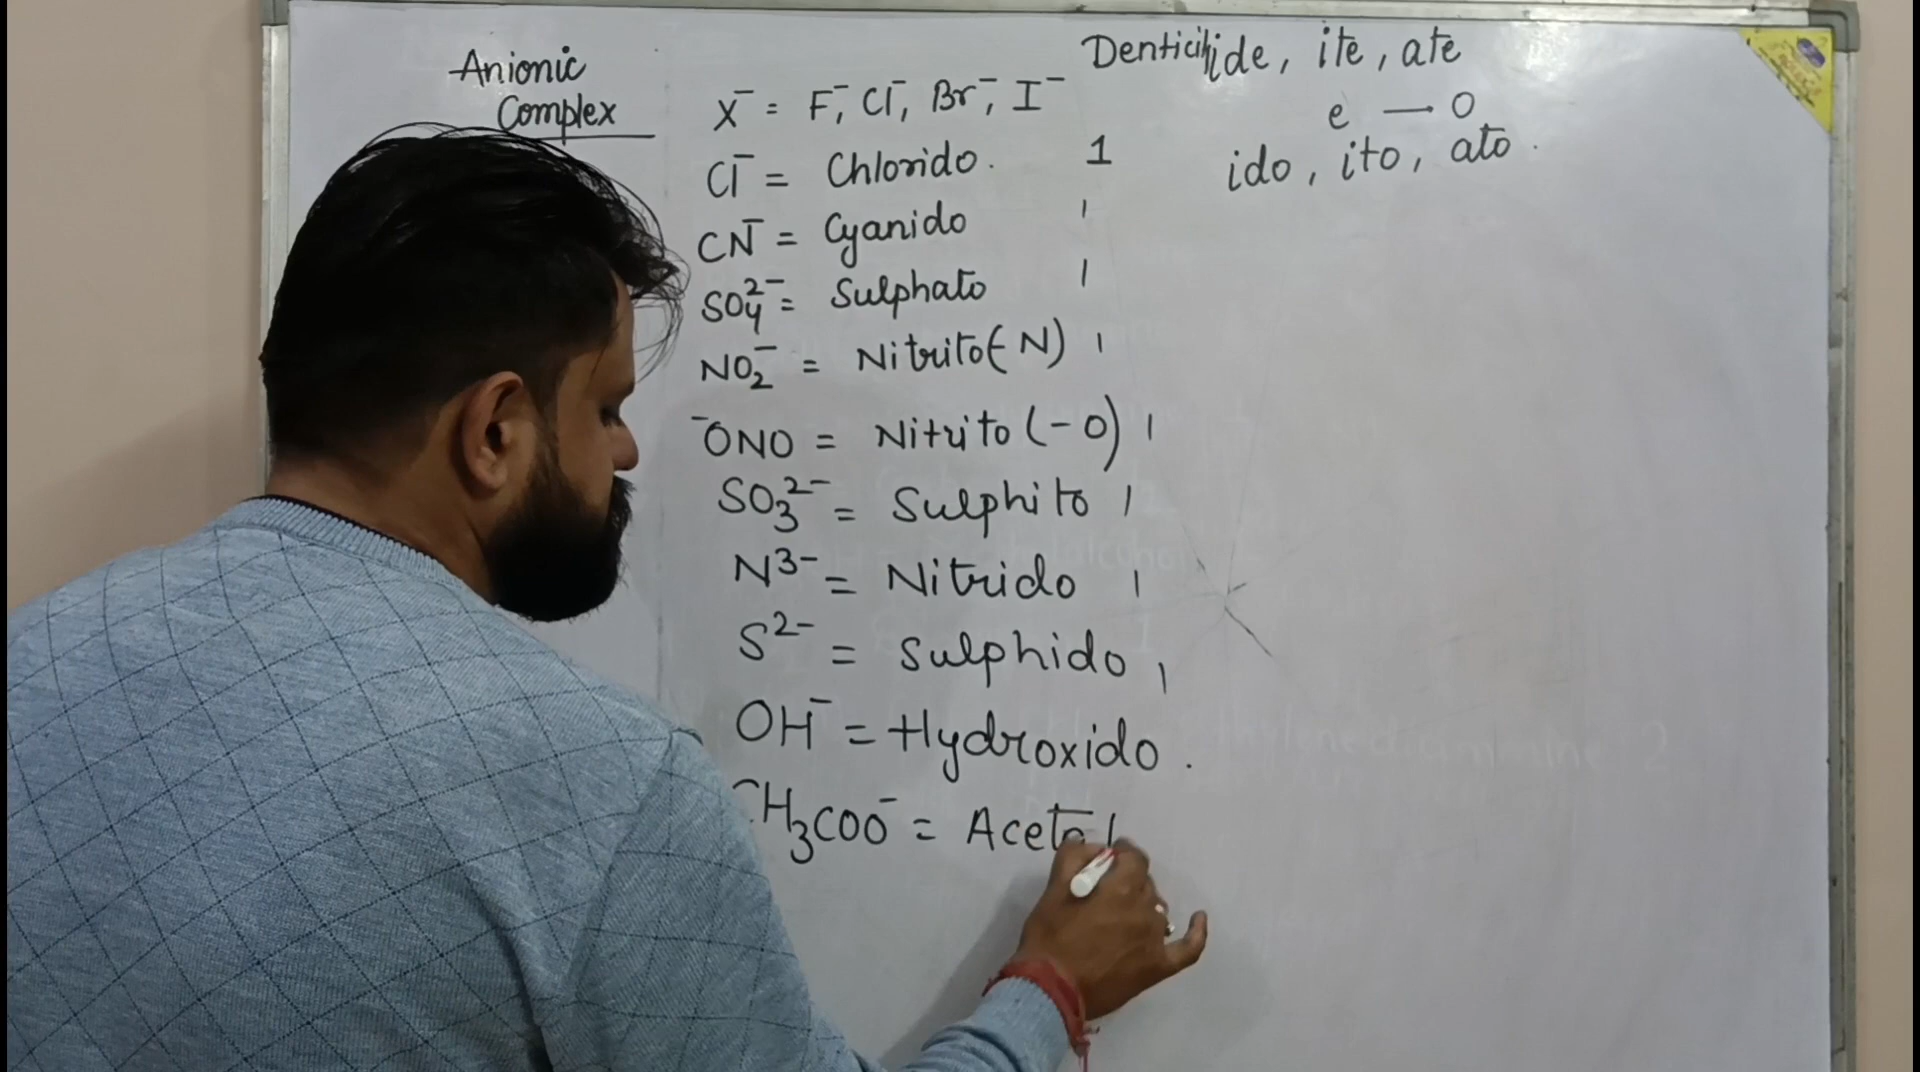 Anionic
Complex
Denticity ide, ite, ate
X⁻ = F⁻, Cl⁻, Br⁻, I⁻
e → O
ido, ito, ato.
Cl⁻ = Chlorido. 1
CN⁻ = Cyanido 1
SO₄²⁻ = Sulphato 1
NO₂⁻ = Nitrito(-N) 1
⁻ONO = Nitrito (-O) 1
SO₃²⁻ = Sulphito 1
N³⁻ = Nitrido 1
S²⁻ = Sulphido 1
OH⁻ = Hydroxido.
CH₃COO⁻ = Aceta